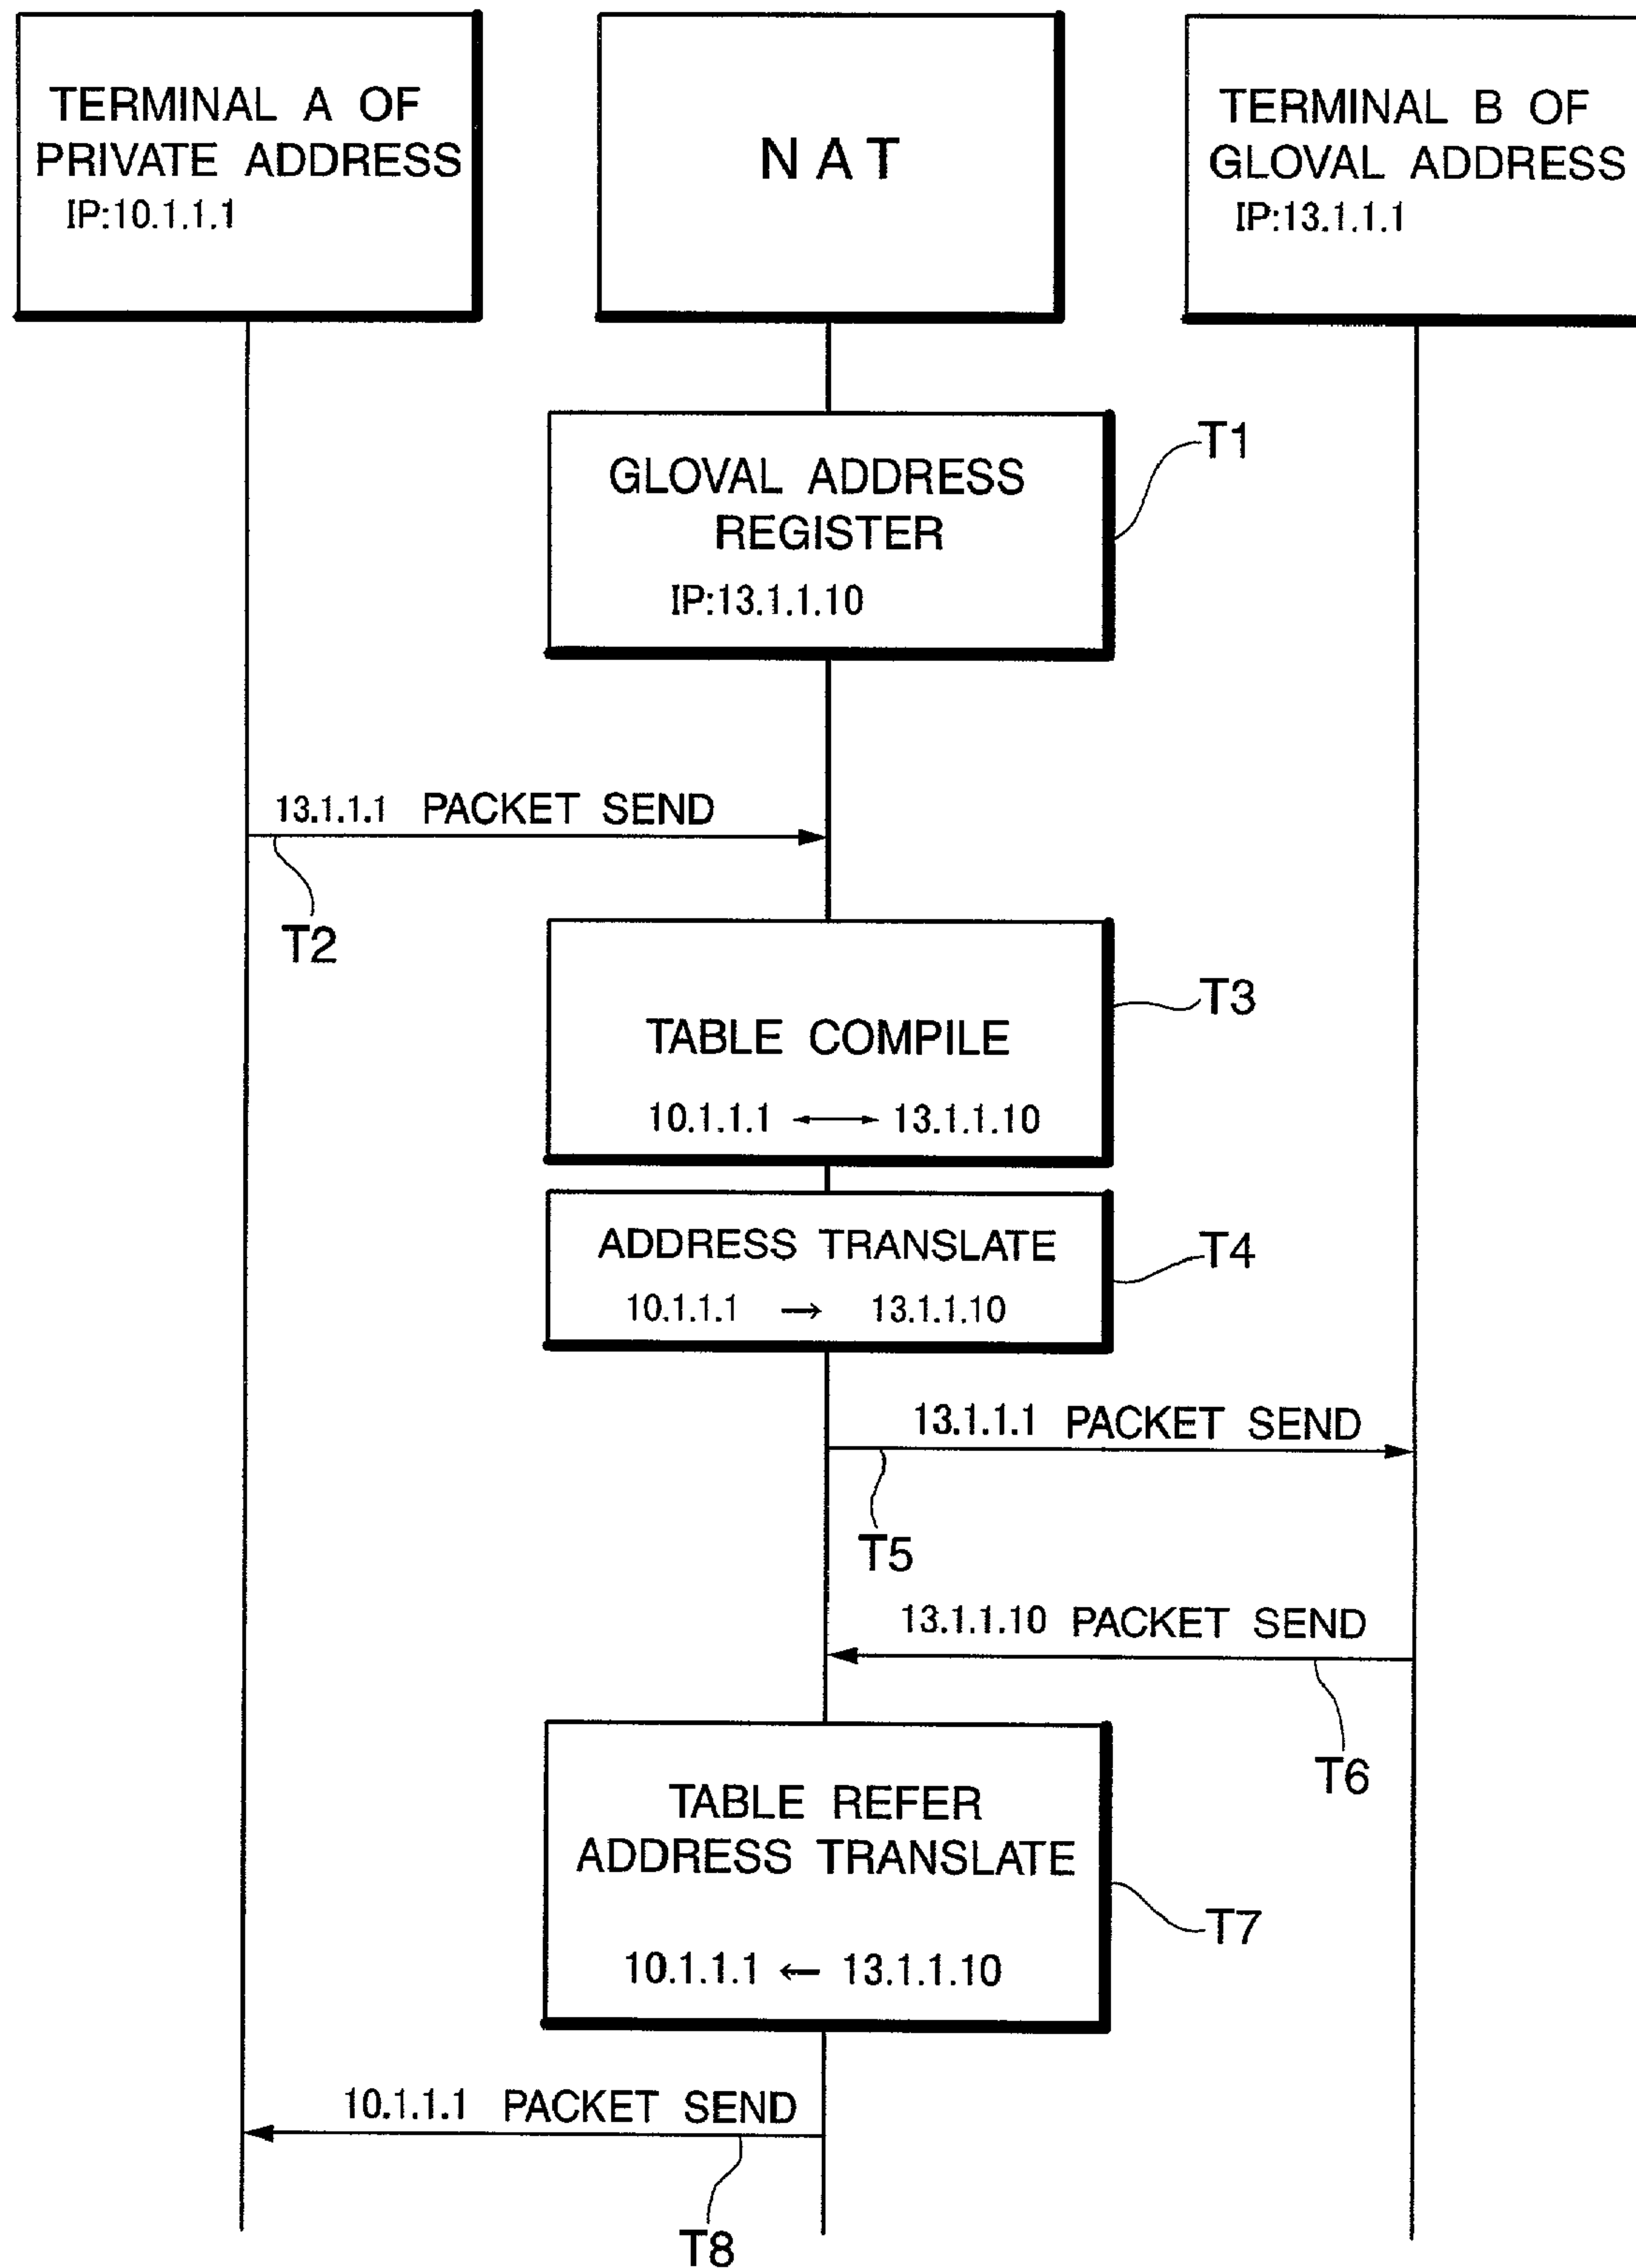 TERMINAL A OF
PRIVATE ADDRESS
IP:10.1.1.1
NAT
TERMINAL B OF
GLOVAL ADDRESS
IP:13.1.1.1
GLOVAL ADDRESS
REGISTER
IP:13.1.1.10
T1
13.1.1.1 PACKET SEND
T2
TABLE COMPILE
10.1.1.1 ↔ 13.1.1.10
T3
ADDRESS TRANSLATE
10.1.1.1 → 13.1.1.10
T4
13.1.1.1 PACKET SEND
T5
13.1.1.10 PACKET SEND
T6
TABLE REFER
ADDRESS TRANSLATE
10.1.1.1 ← 13.1.1.10
T7
10.1.1.1 PACKET SEND
T8